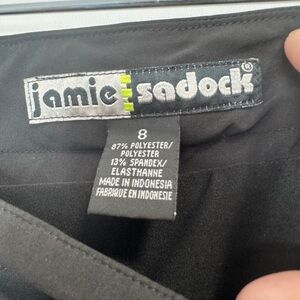 jamie sadock®
8
87% POLYESTER/
POLYESTER
13% SPANDEX/
ELASTHANNE
MADE IN INDONESIA
FABRIQUE EN INDONESIE